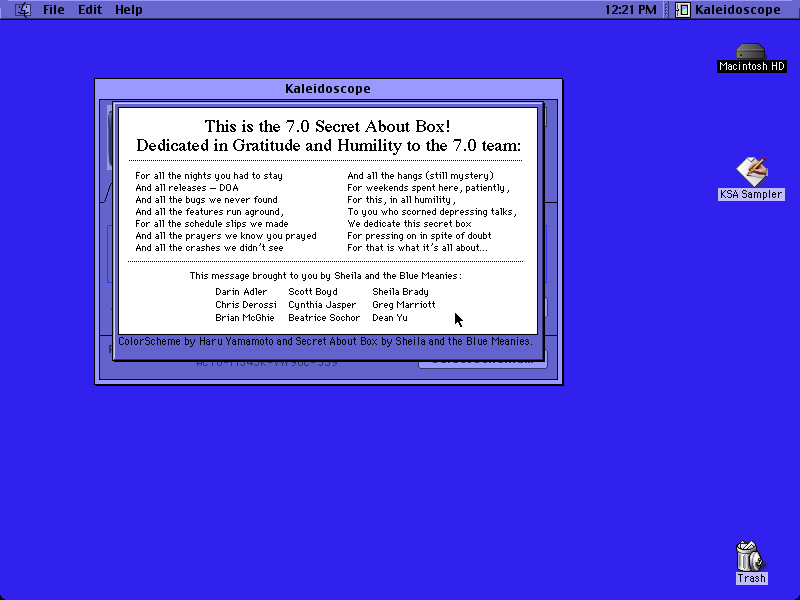 File Edit Help 12:21 PM Kaleidoscope
Macintosh HD
KSA Sampler
Trash
Kaleidoscope
This is the 7.0 Secret About Box!
Dedicated in Gratitude and Humility to the 7.0 team:
For all the nights you had to stay
And all releases – DOA
And all the bugs we never found
And all the features run aground,
For all the schedule slips we made
And all the prayers we know you prayed
And all the crashes we didn't see
And all the hangs (still mystery)
For weekends spent here, patiently,
For this, in all humility,
To you who scorned depressing talks,
We dedicate this secret box
For pressing on in spite of doubt
For that is what it's all about...
This message brought to you by Sheila and the Blue Meanies:
Darin Adler Scott Boyd Sheila Brady
Chris Derossi Cynthia Jasper Greg Marriott
Brian McGhie Beatrice Sochor Dean Yu
ColorScheme by Haru Yamamoto and Secret About Box by Sheila and the Blue Meanies.